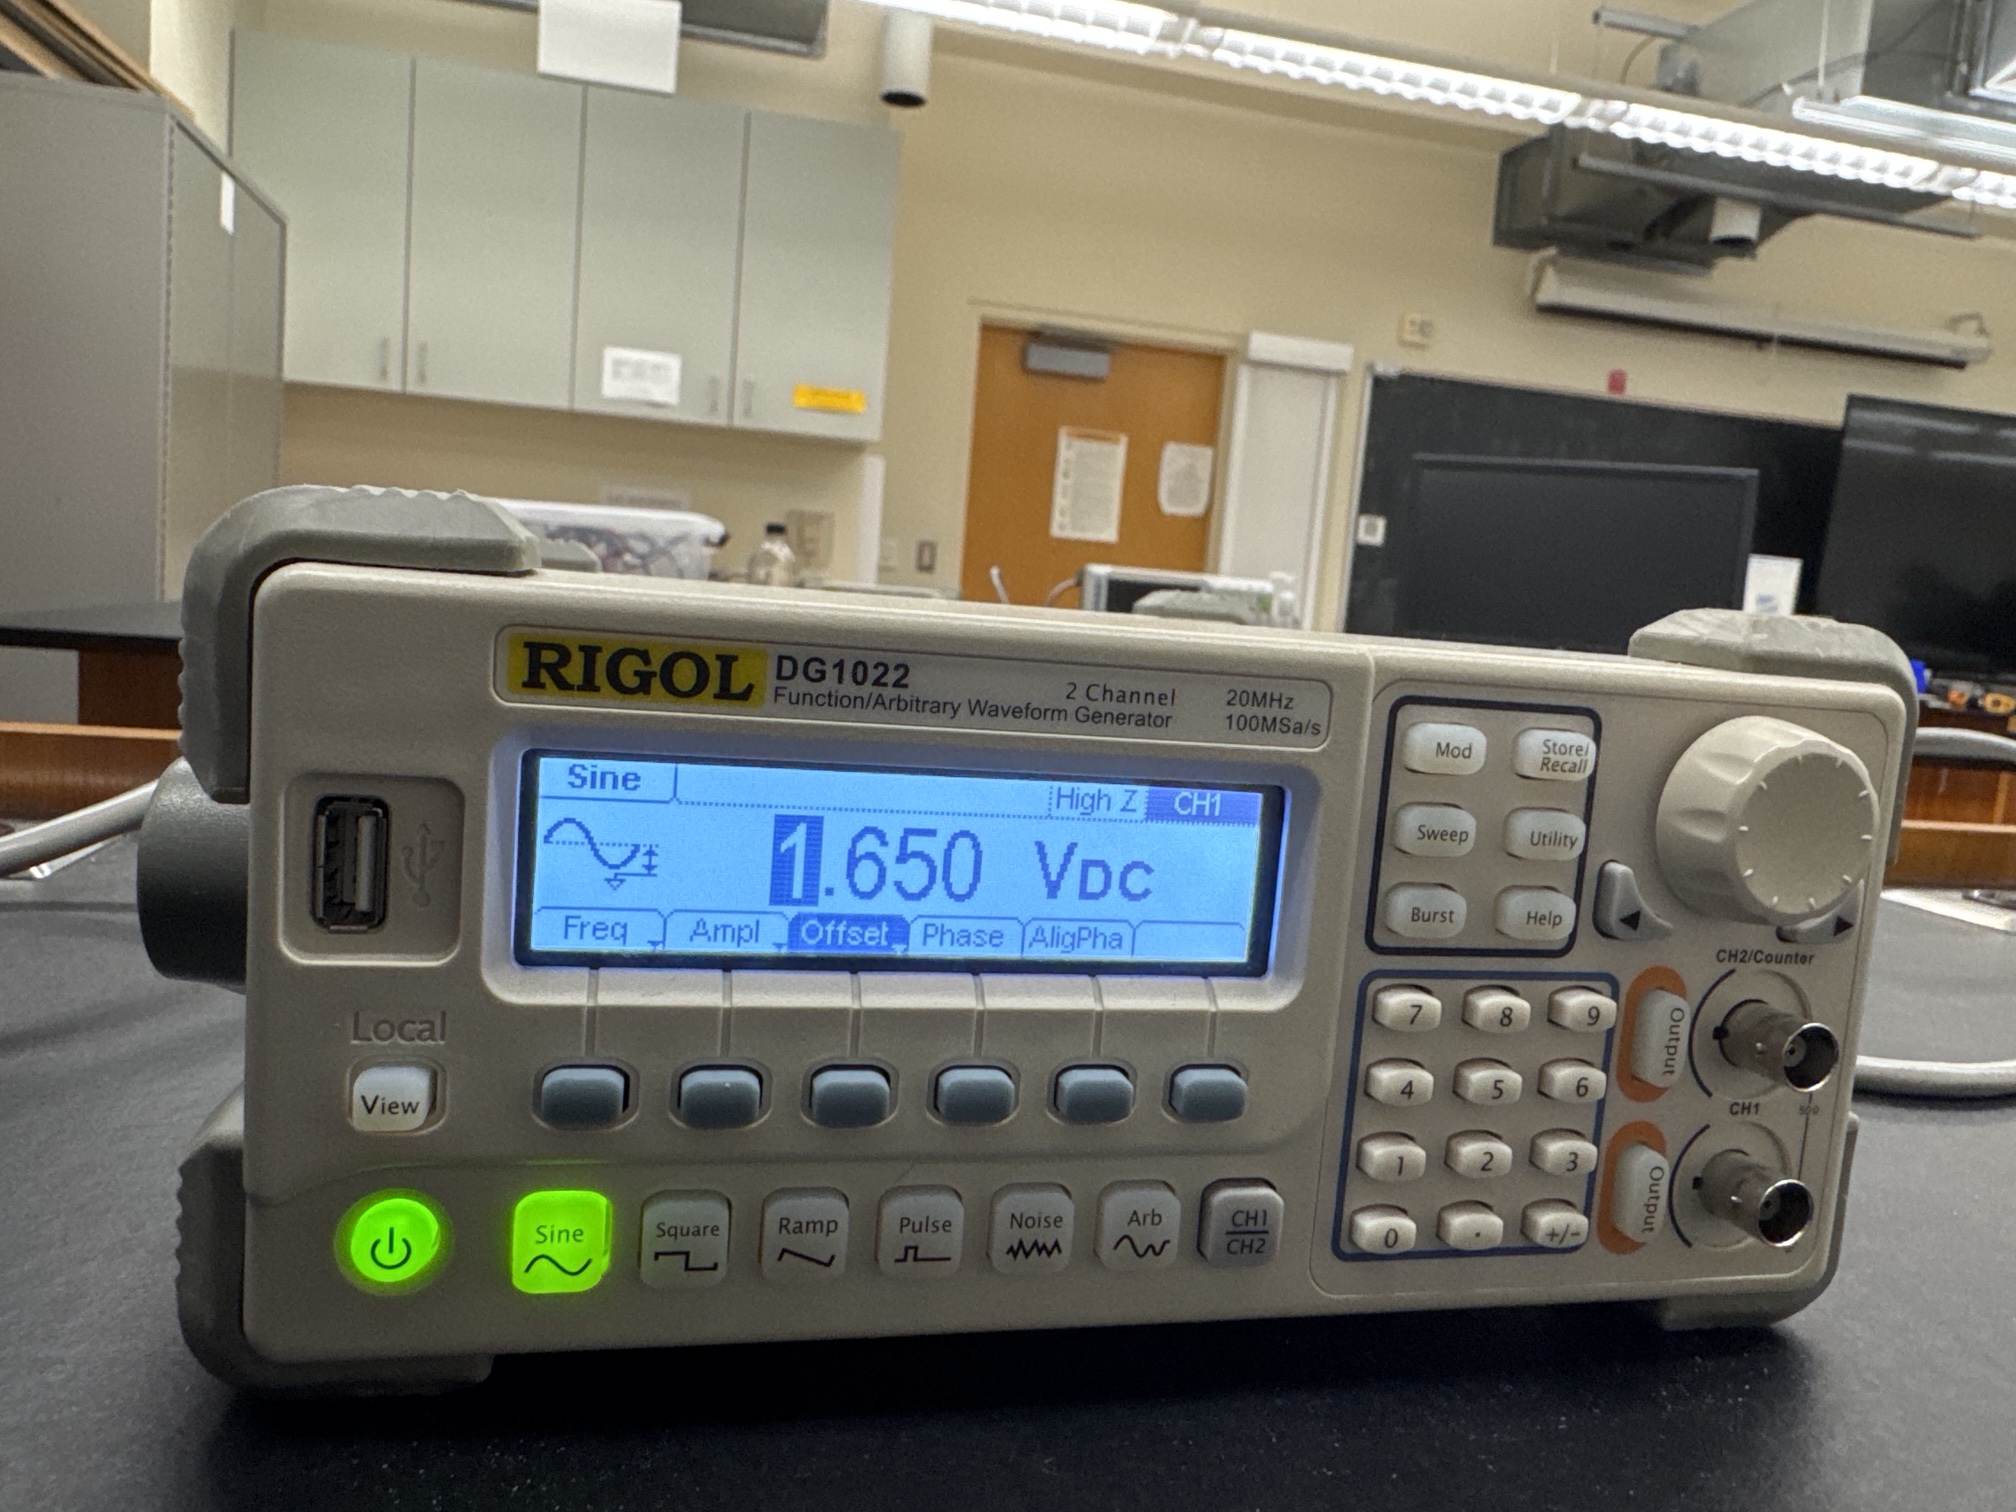 RIGOL DG1022
Function/Arbitrary Waveform Generator
2 Channel 20MHz
100MSa/s
Sine
High Z CH1
1.650 VDC
Freq Ampl Offset Phase AligPha
Local
View
Sine Square Ramp Pulse Noise Arb CH1
CH2
Mod Store/
Recall
Sweep Utility
Burst Help
7 8 9
4 5 6
1 2 3
0 . +/-
CH2/Counter
Output
CH1
50Ω
Output